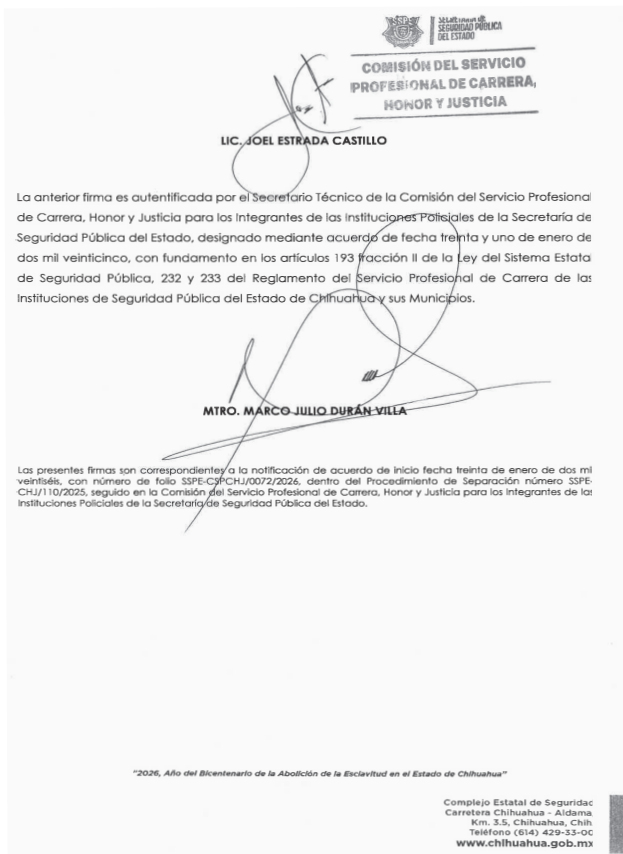 SECRETARÍA DE
SEGURIDAD PÚBLICA
DEL ESTADO
COMISIÓN DEL SERVICIO
PROFESIONAL DE CARRERA,
HONOR Y JUSTICIA
LIC. JOEL ESTRADA CASTILLO
La anterior firma es autentificada por el Secretario Técnico de la Comisión del Servicio Profesional
de Carrera, Honor y Justicia para los Integrantes de las Instituciones Policiales de la Secretaría de
Seguridad Pública del Estado, designado mediante acuerdo de fecha treinta y uno de enero de
dos mil veinticinco, con fundamento en los artículos 193 fracción II de la Ley del Sistema Estatal
de Seguridad Pública, 232 y 233 del Reglamento del Servicio Profesional de Carrera de las
Instituciones de Seguridad Pública del Estado de Chihuahua y sus Municipios.
MTRO. MARCO JULIO DURÁN VILLA
Las presentes firmas son correspondientes a la notificación de acuerdo de inicio fecha treinta de enero de dos mil
veintiséis, con número de folio SSPE-CSPCHJ/0072/2026, dentro del Procedimiento de Separación número SSPE-
CHJ/110/2025, seguido en la Comisión del Servicio Profesional de Carrera, Honor y Justicia para los Integrantes de las
Instituciones Policiales de la Secretaría de Seguridad Pública del Estado.
"2026, Año del Bicentenario de la Abolición de la Esclavitud en el Estado de Chihuahua"
Complejo Estatal de Seguridad
Carretera Chihuahua - Aldama
Km. 3.5, Chihuahua, Chih
Teléfono (614) 429-33-00
www.chihuahua.gob.mx